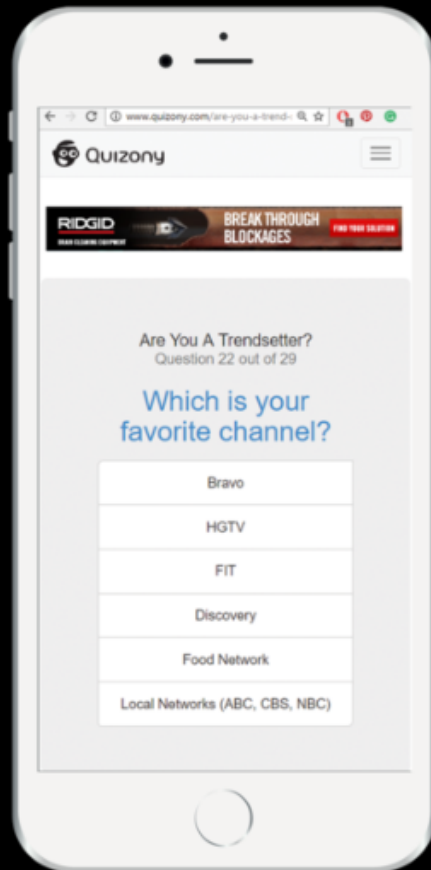 www.quizony.com/are-you-a-trend-
Quizony
RIDGID
BREAK THROUGH
BLOCKAGES
FIND YOUR SOLUTION
DRAIN CLEANING EQUIPMENT
Are You A Trendsetter?
Question 22 out of 29
Which is your
favorite channel?
Bravo
HGTV
FIT
Discovery
Food Network
Local Networks (ABC, CBS, NBC)